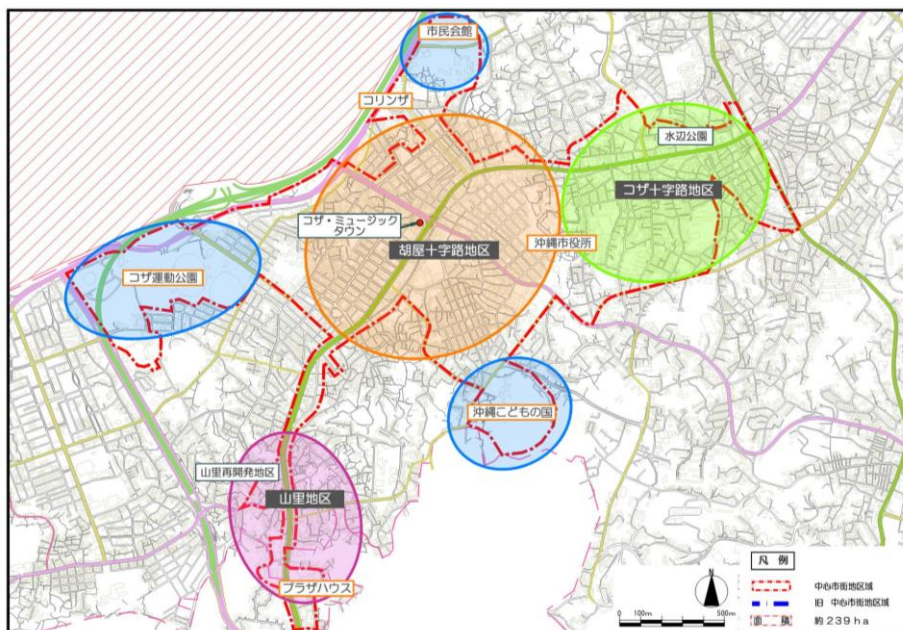 市民会館
コリンザ
水辺公園
コザ十字路地区
コザ・ミュージック
タウン
胡屋十字路地区
沖縄市役所
コザ運動公園
沖縄こどもの国
山里再開発地区
山里地区
プラザハウス
凡 例
中心市街地区域
旧 中心市街地区域
面 積
約239ha
N
0 100m 500m